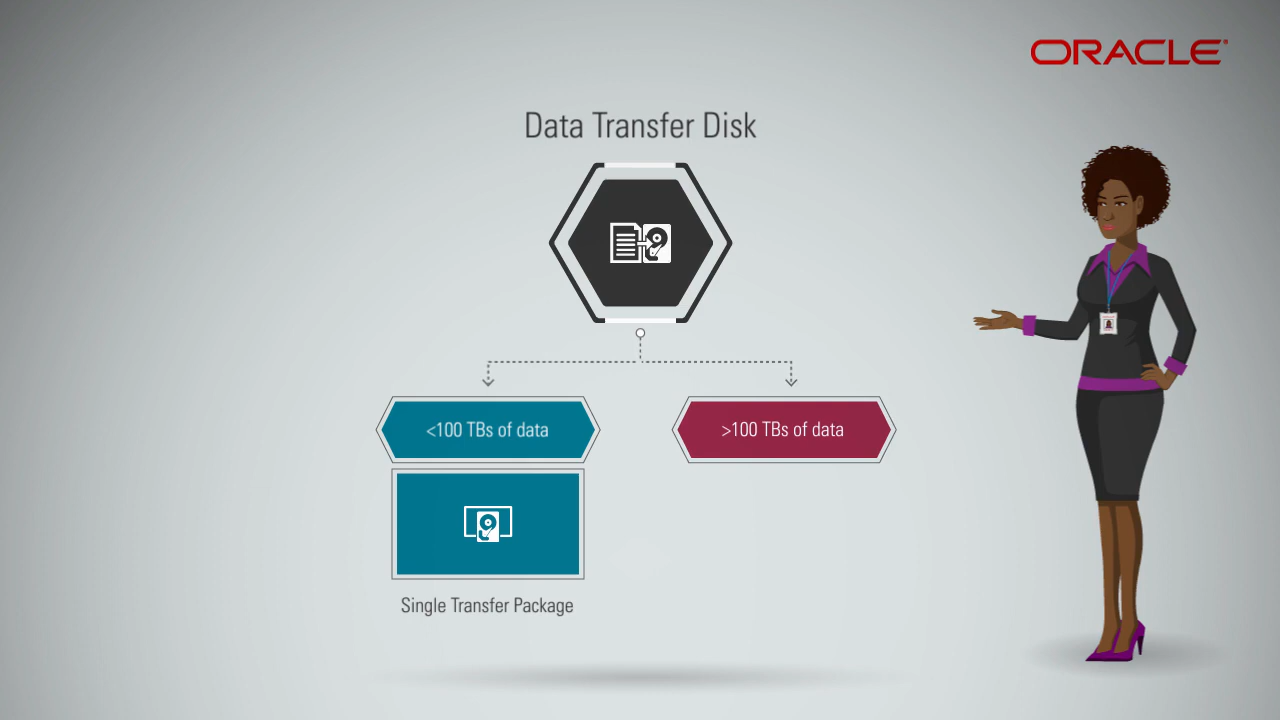 ORACLE
Data Transfer Disk
<100 TBs of data
>100 TBs of data
Single Transfer Package